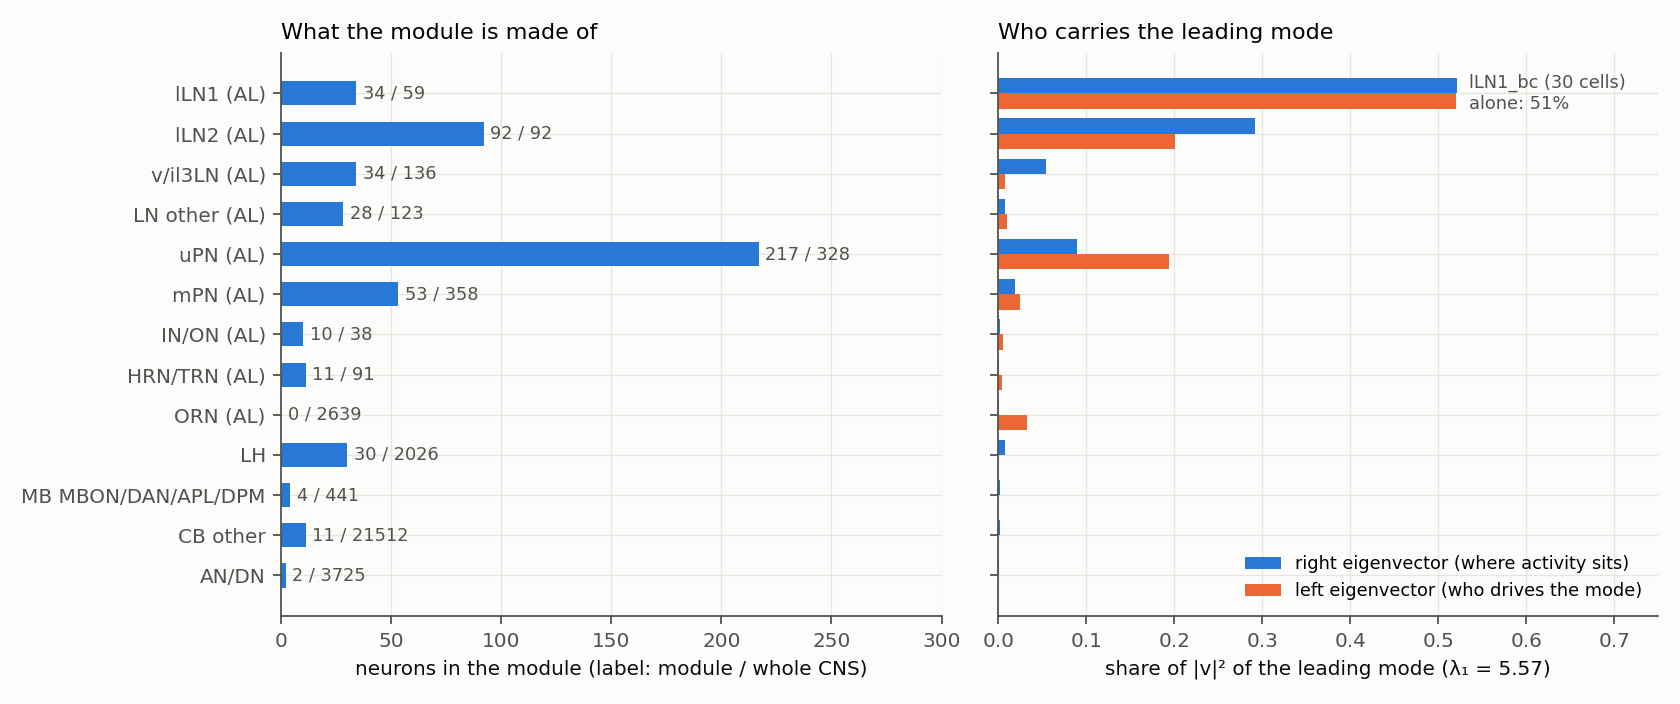 What the module is made of
lLN1 (AL)
34 / 59
lLN2 (AL)
92 / 92
v/il3LN (AL)
34 / 136
LN other (AL)
28 / 123
uPN (AL)
217 / 328
mPN (AL)
53 / 358
IN/ON (AL)
10 / 38
HRN/TRN (AL)
11 / 91
ORN (AL)
0 / 2639
LH
30 / 2026
MB MBON/DAN/APL/DPM
4 / 441
CB other
11 / 21512
AN/DN
2 / 3725
0 50 100 150 200 250 300
neurons in the module (label: module / whole CNS)
Who carries the leading mode
lLN1_bc (30 cells)
alone: 51%
right eigenvector (where activity sits)
left eigenvector (who drives the mode)
0.0 0.1 0.2 0.3 0.4 0.5 0.6 0.7
share of |v|² of the leading mode (λ₁ = 5.57)